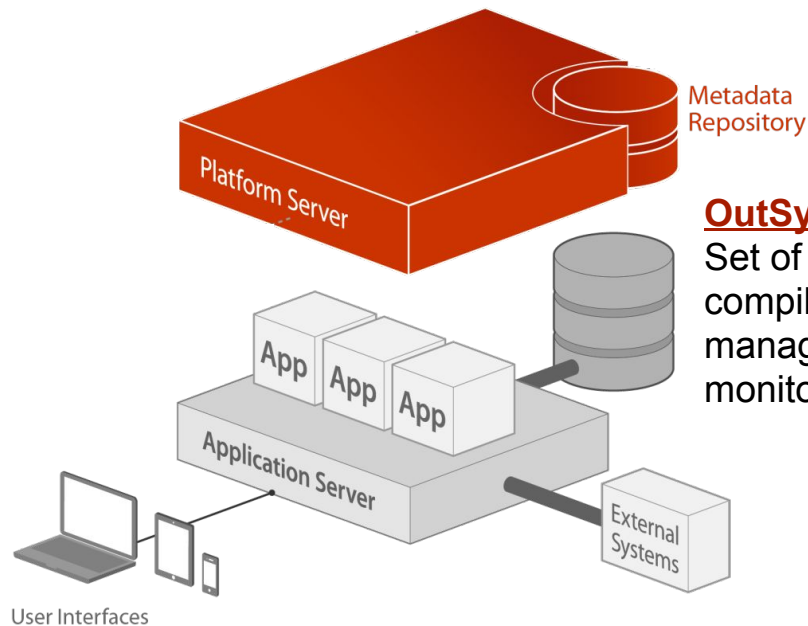 Metadata
Repository
Platform Server
OutSy
Set of
compil
manag
monito
App
App
App
Application Server
External
Systems
User Interfaces